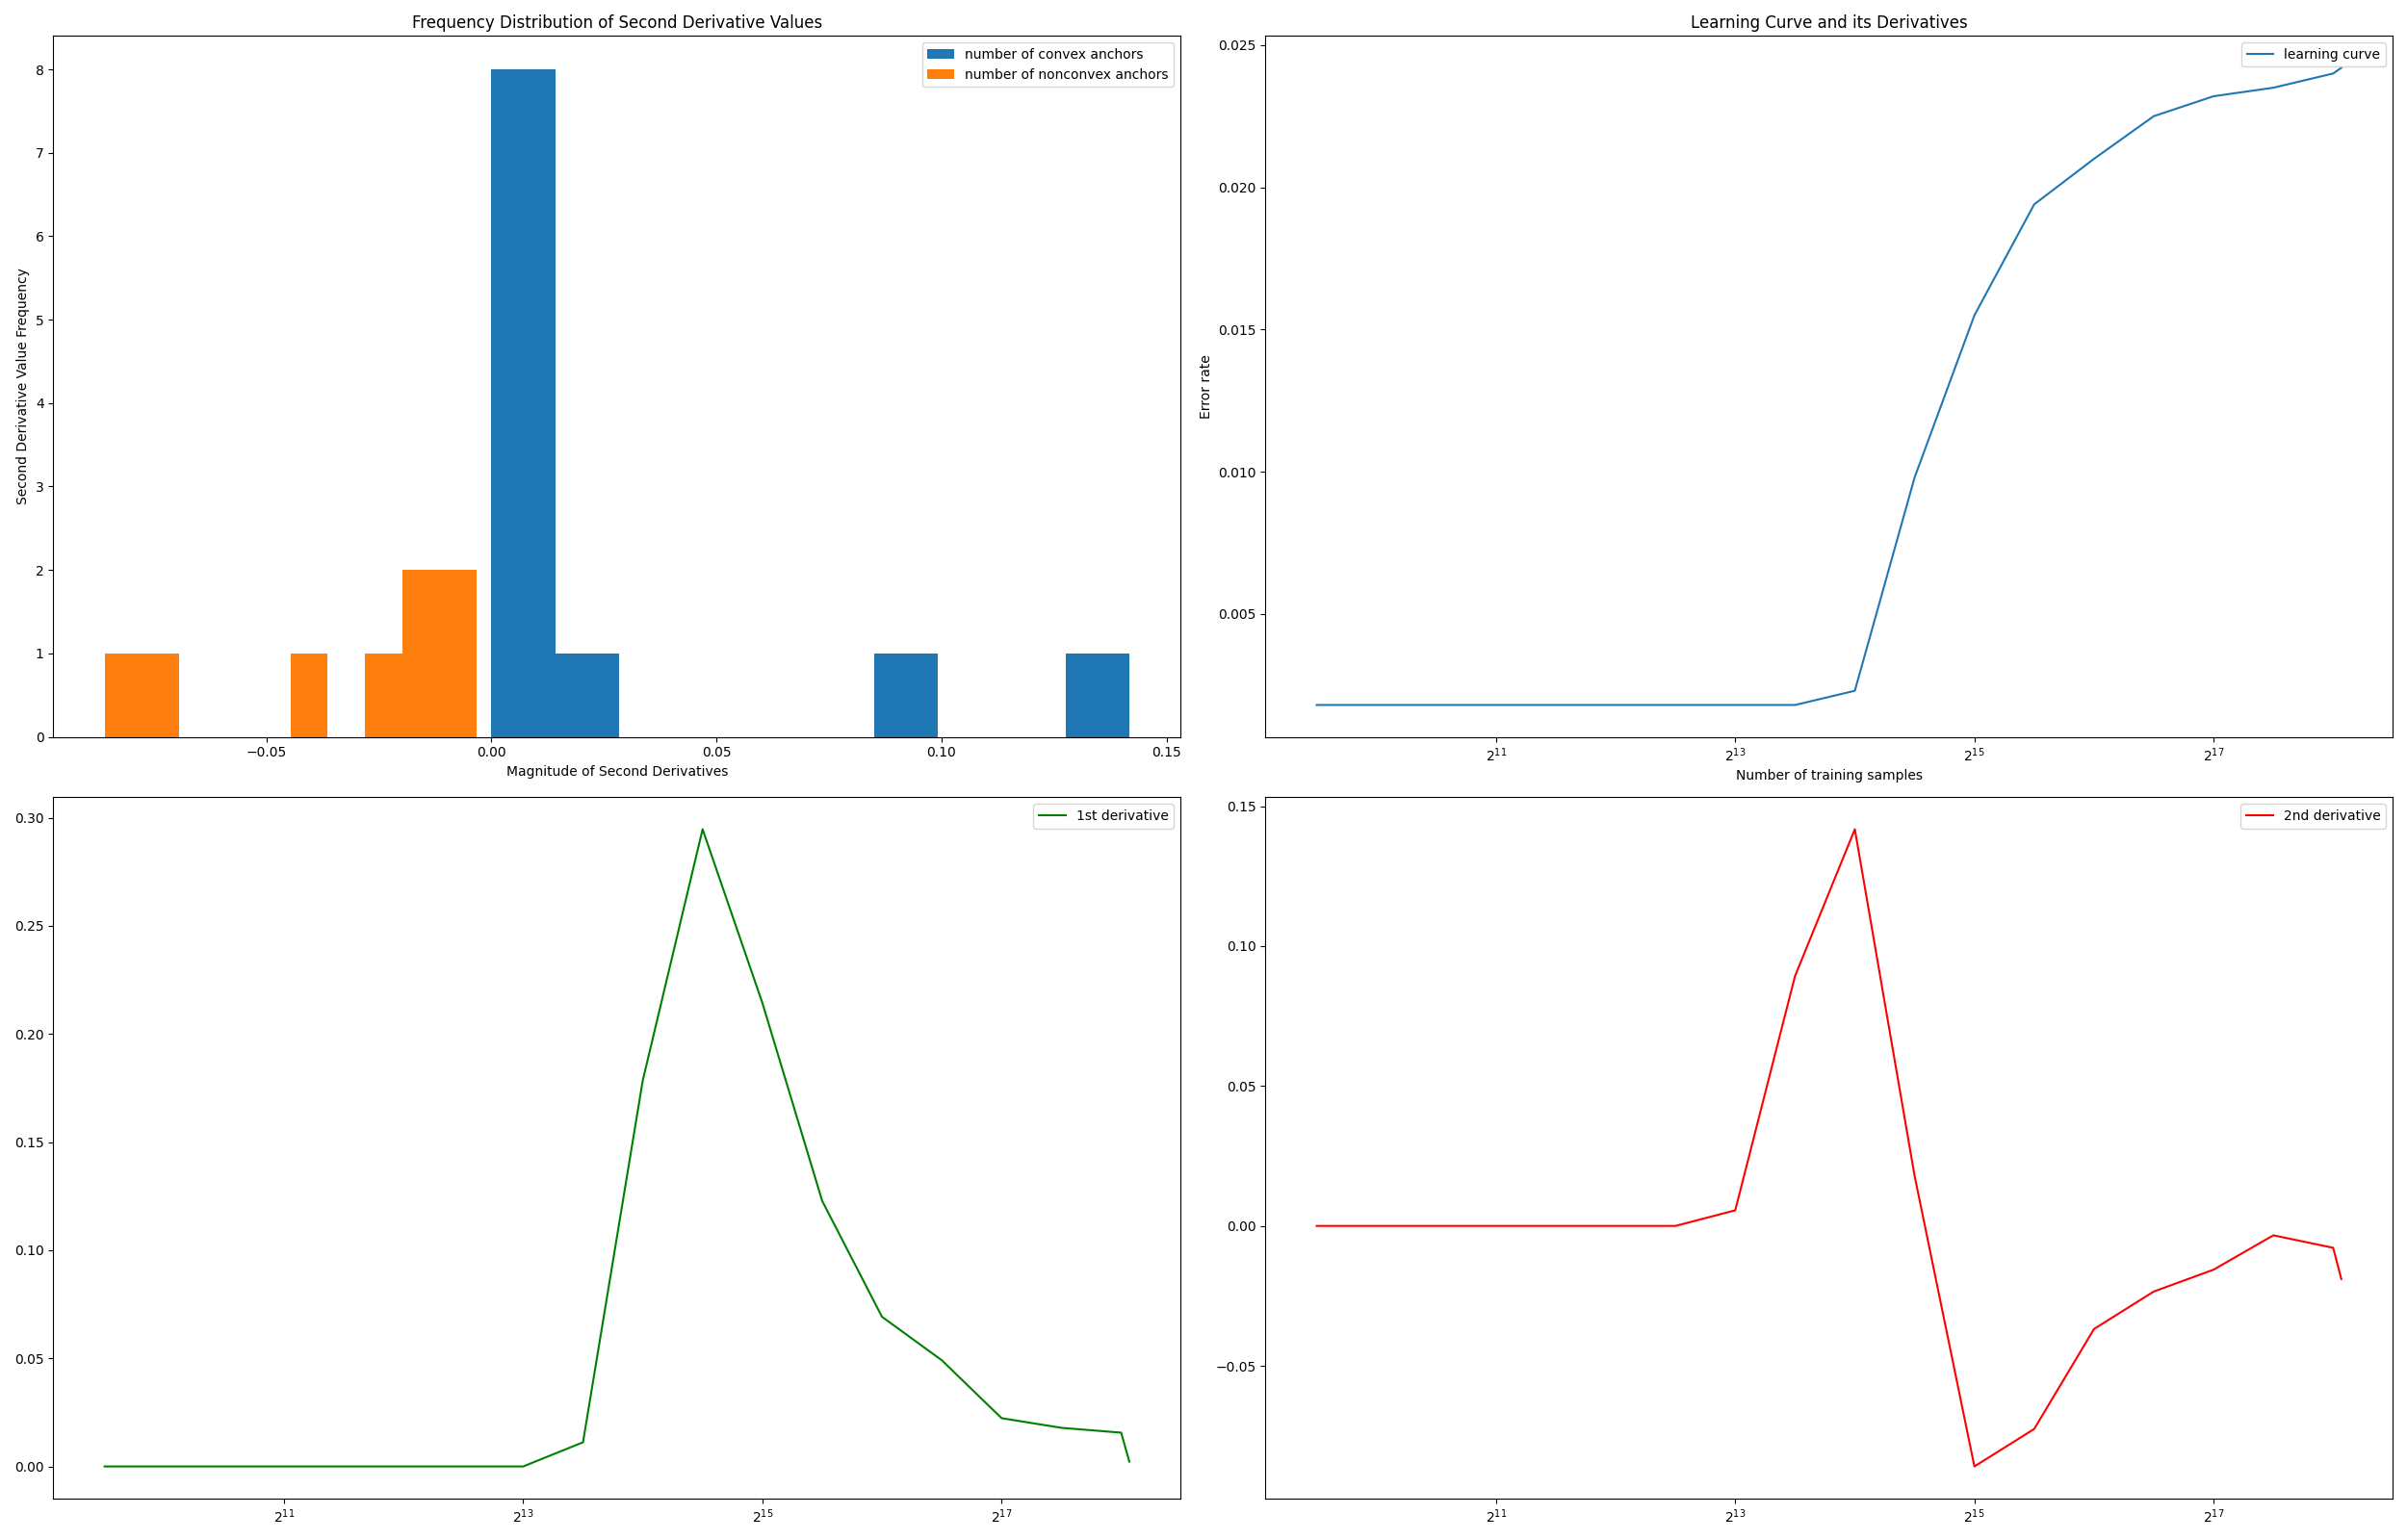 Frequency Distribution of Second Derivative Values
number of convex anchors
number of nonconvex anchors
Second Derivative Value Frequency
8
7
6
5
4
3
2
1
0
−0.05 0.00 0.05 0.10 0.15
Magnitude of Second Derivatives
Learning Curve and its Derivatives
learning curve
Error rate
0.025
0.020
0.015
0.010
0.005
2^11 2^13 2^15 2^17
Number of training samples
1st derivative
0.30
0.25
0.20
0.15
0.10
0.05
0.00
2^11 2^13 2^15 2^17
2nd derivative
0.15
0.10
0.05
0.00
−0.05
2^11 2^13 2^15 2^17